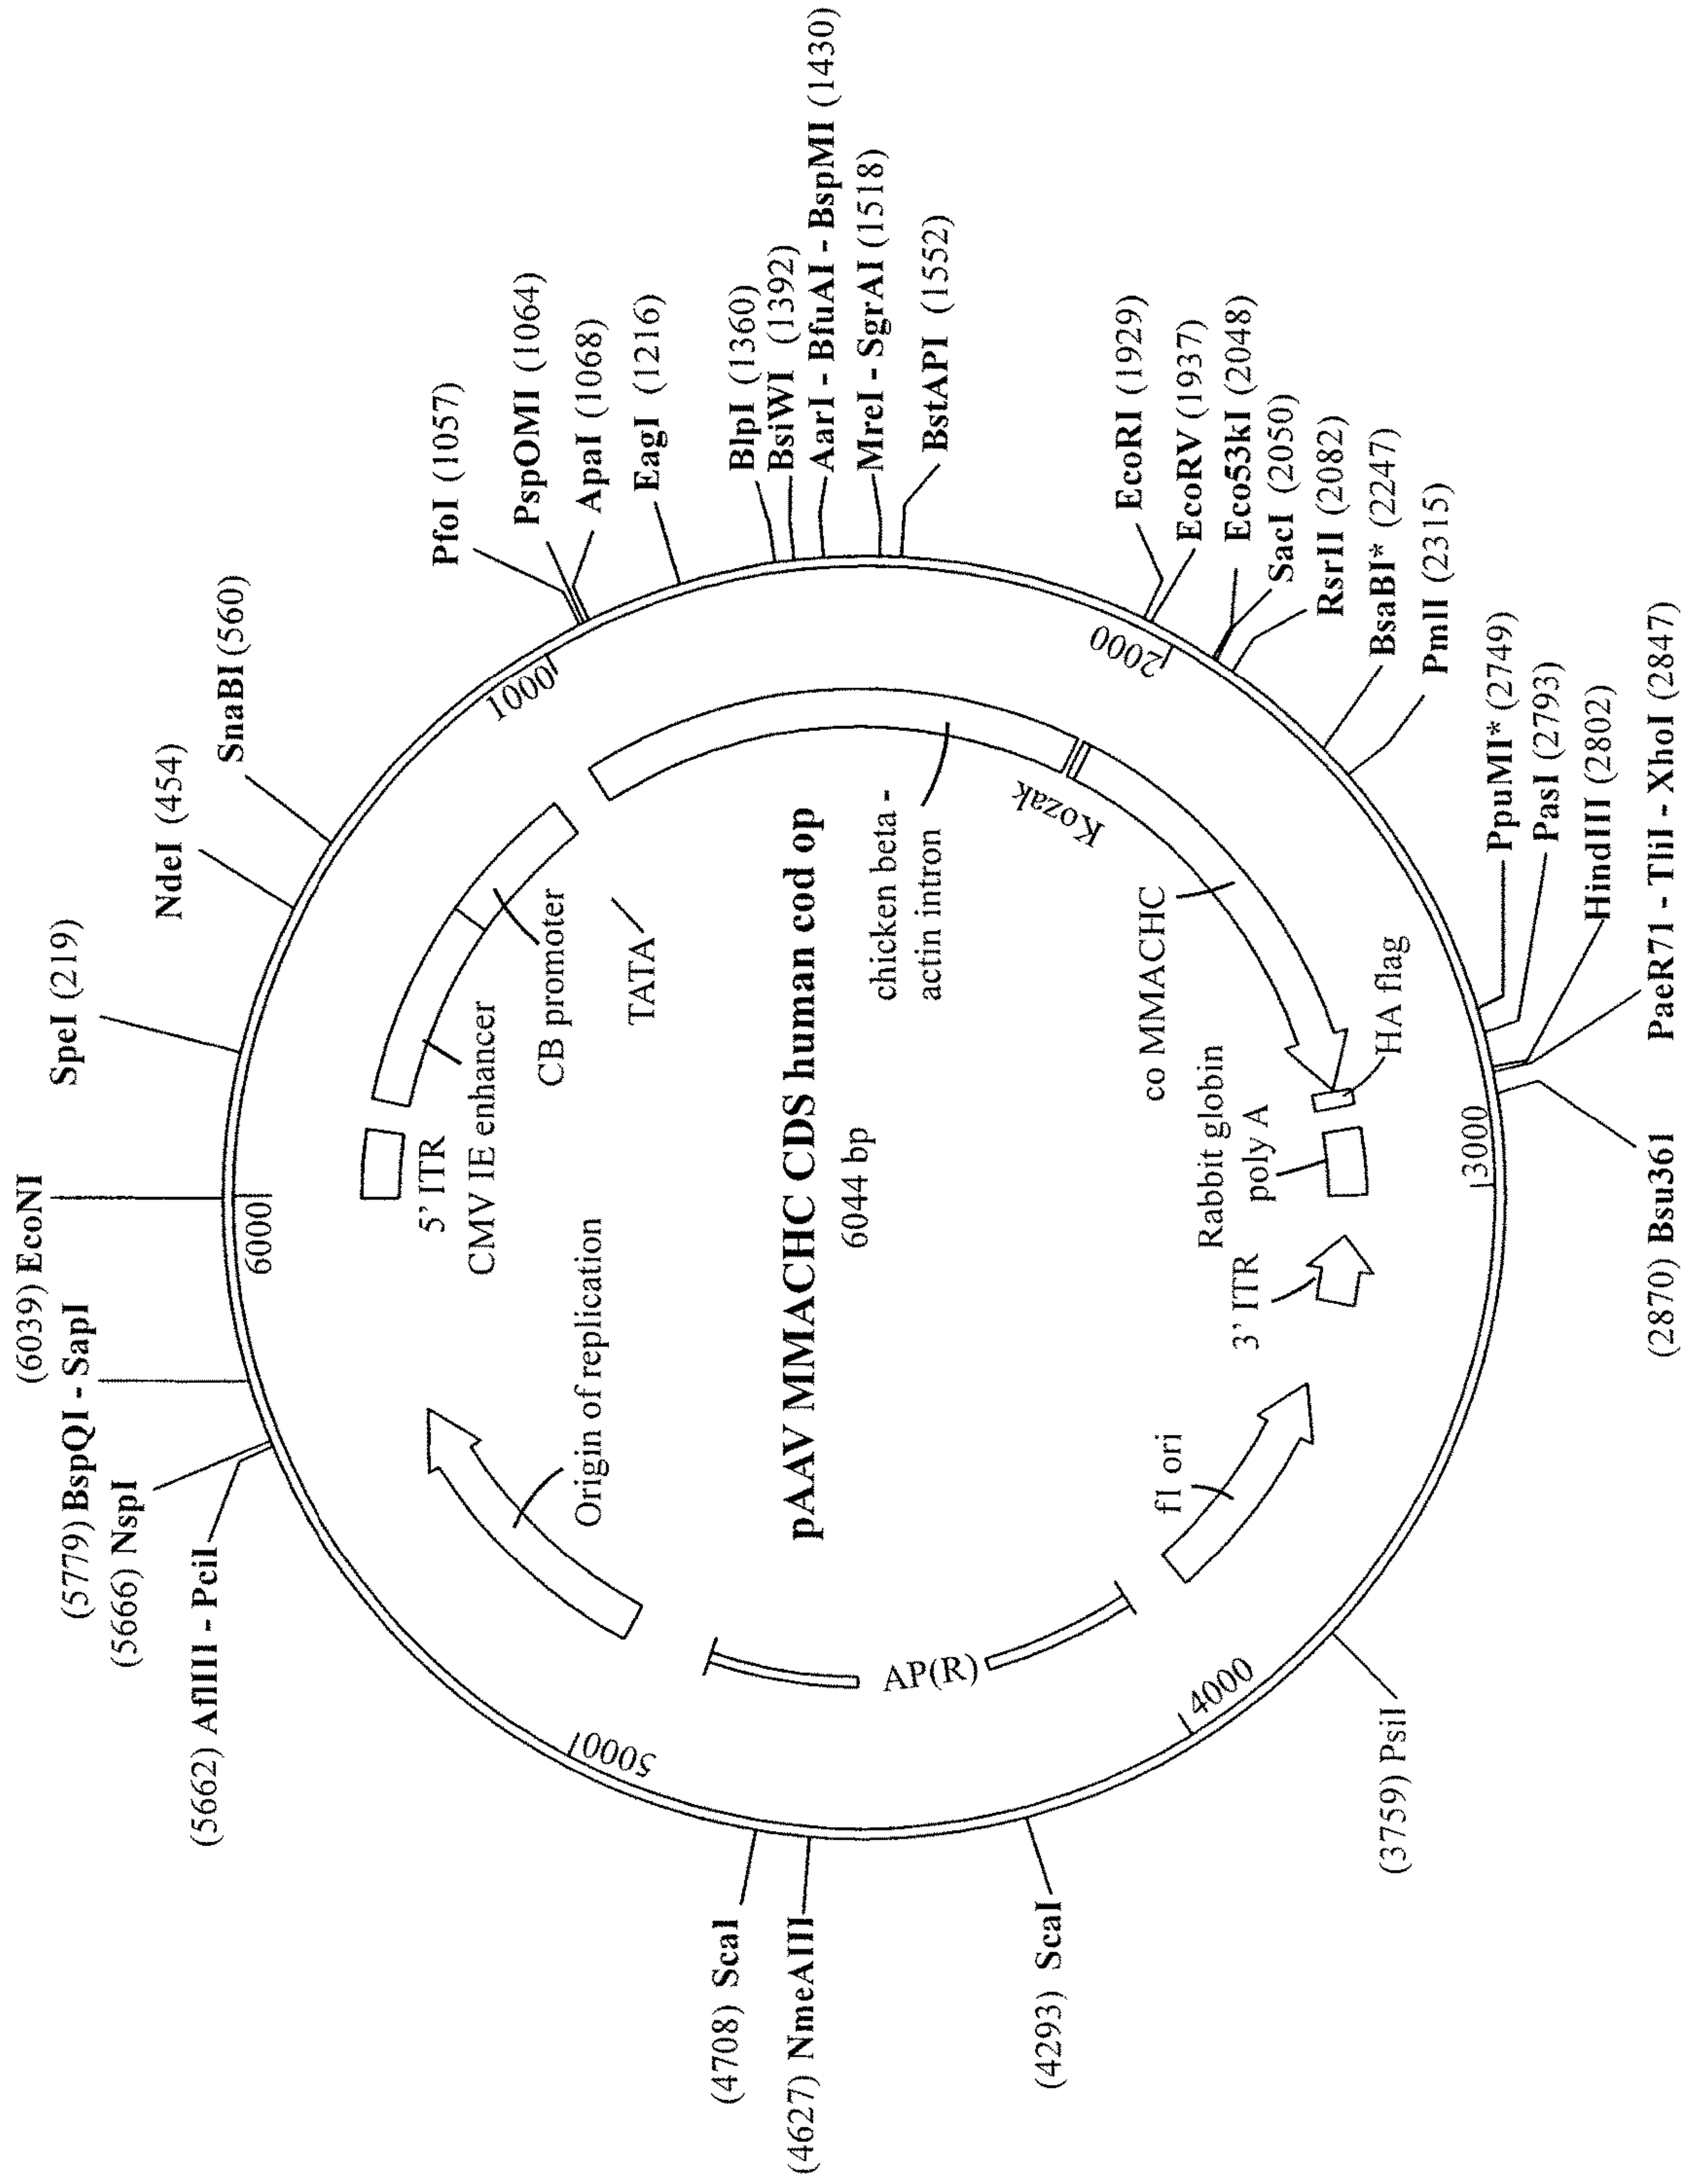 (6039) EcoNI
SpeI (219)
NdeI (454)
SnaBI (560)
PfoI (1057)
PspOMI (1064)
ApaI (1068)
EagI (1216)
BlpI (1360)
BsiWI (1392)
AarI - BfuAI - BspMI (1430)
MreI - SgrAI (1518)
BstAPI (1552)
EcoRI (1929)
EcoRV (1937)
Eco53kI (2048)
SacI (2050)
RsrII (2082)
BsaBI* (2247)
PmlI (2315)
PpuMI* (2749)
PasI (2793)
HindIII (2802)
PaeR71 - TliI - XhoI (2847)
(2870) Bsu361
(3759) PsiI
(4293) ScaI
(4627) NmeAIII
(4708) ScaI
(5662) AflIII - PciI
(5666) NspI
(5779) BspQI - SapI
6000
1000
2000
3000
4000
5000
5' ITR
CMV IE enhancer
CB promoter
TATA
chicken beta -
actin intron
Kozak
co MMACHC
HA flag
Rabbit globin
poly A
3' ITR
f1 ori
AP(R)
Origin of replication
pAAV MMACHC CDS human cod op
6044 bp